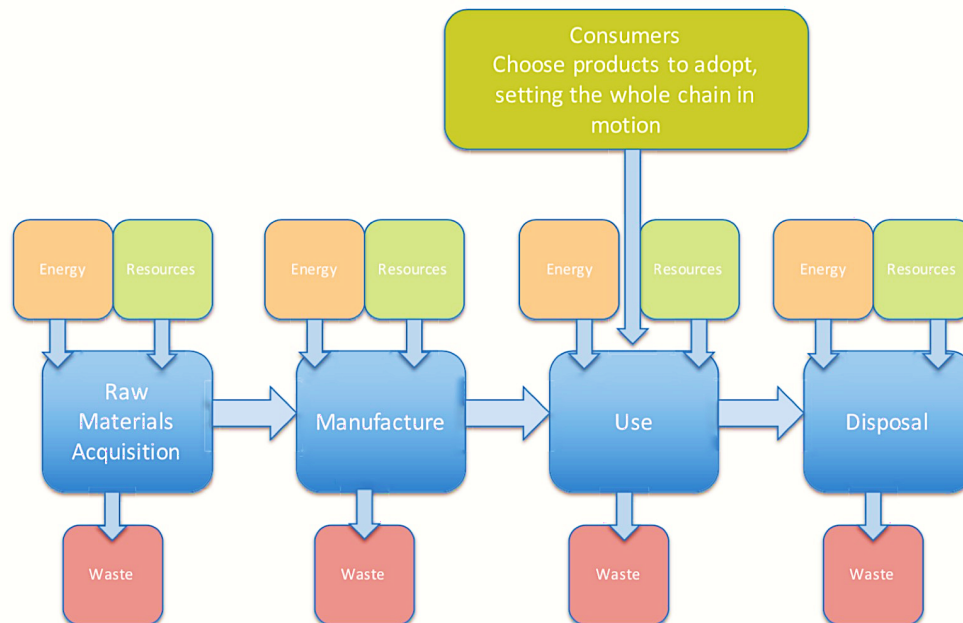 Consumers
Choose products to adopt,
setting the whole chain in
motion
Energy
Resources
Energy
Resources
Energy
Resources
Energy
Resources
Raw
Materials
Acquisition
Manufacture
Use
Disposal
Waste
Waste
Waste
Waste